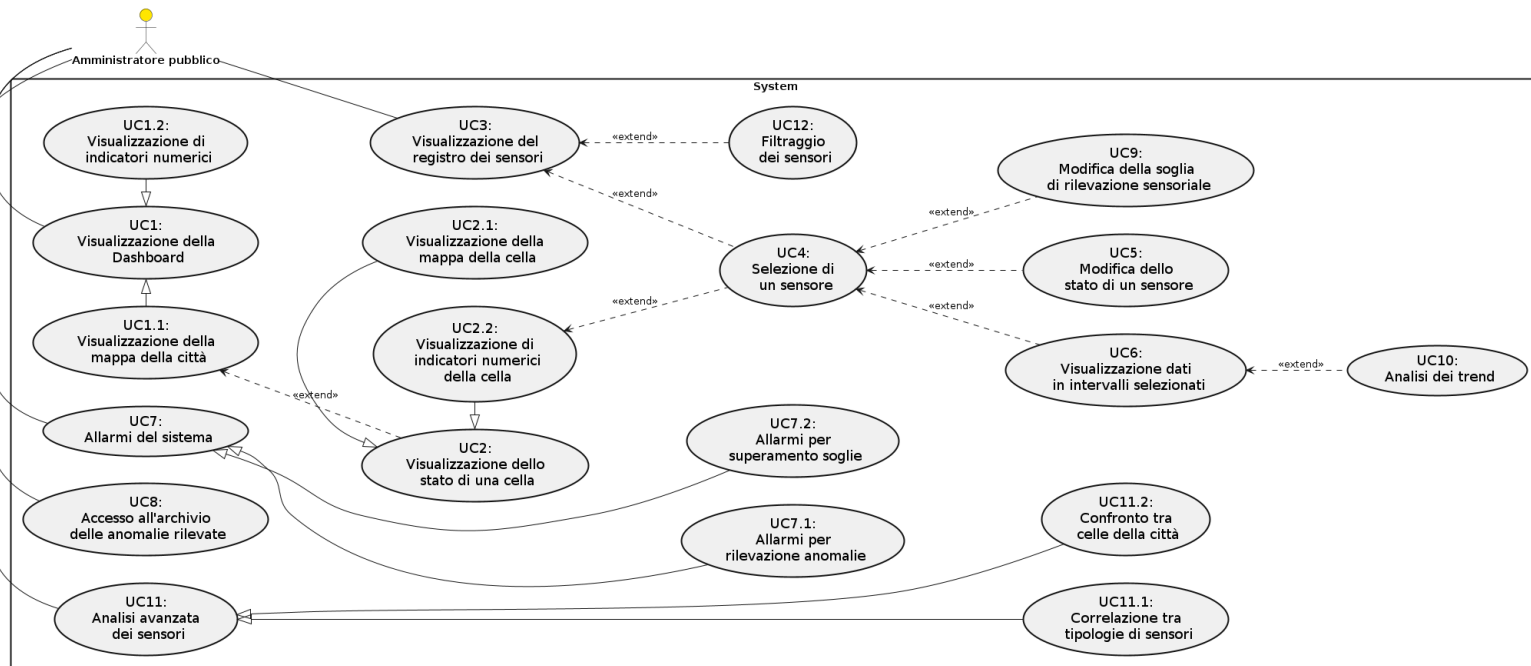 Amministratore pubblico
System
UC1.2:
Visualizzazione di
indicatori numerici
UC3:
Visualizzazione del
registro dei sensori
«extend»
UC12:
Filtraggio
dei sensori
UC9:
Modifica della soglia
di rilevazione sensoriale
«extend»
«extend»
UC1:
Visualizzazione della
Dashboard
UC2.1:
Visualizzazione della
mappa della cella
UC4:
Selezione di
un sensore
«extend»
UC5:
Modifica dello
stato di un sensore
«extend»
«extend»
UC1.1:
Visualizzazione della
mappa della città
UC2.2:
Visualizzazione di
indicatori numerici
della cella
UC6:
Visualizzazione dati
in intervalli selezionati
«extend»
UC10:
Analisi dei trend
«extend»
UC7:
Allarmi del sistema
UC2:
Visualizzazione dello
stato di una cella
UC7.2:
Allarmi per
superamento soglie
UC8:
Accesso all'archivio
delle anomalie rilevate
UC7.1:
Allarmi per
rilevazione anomalie
UC11.2:
Confronto tra
celle della città
UC11:
Analisi avanzata
dei sensori
UC11.1:
Correlazione tra
tipologie di sensori